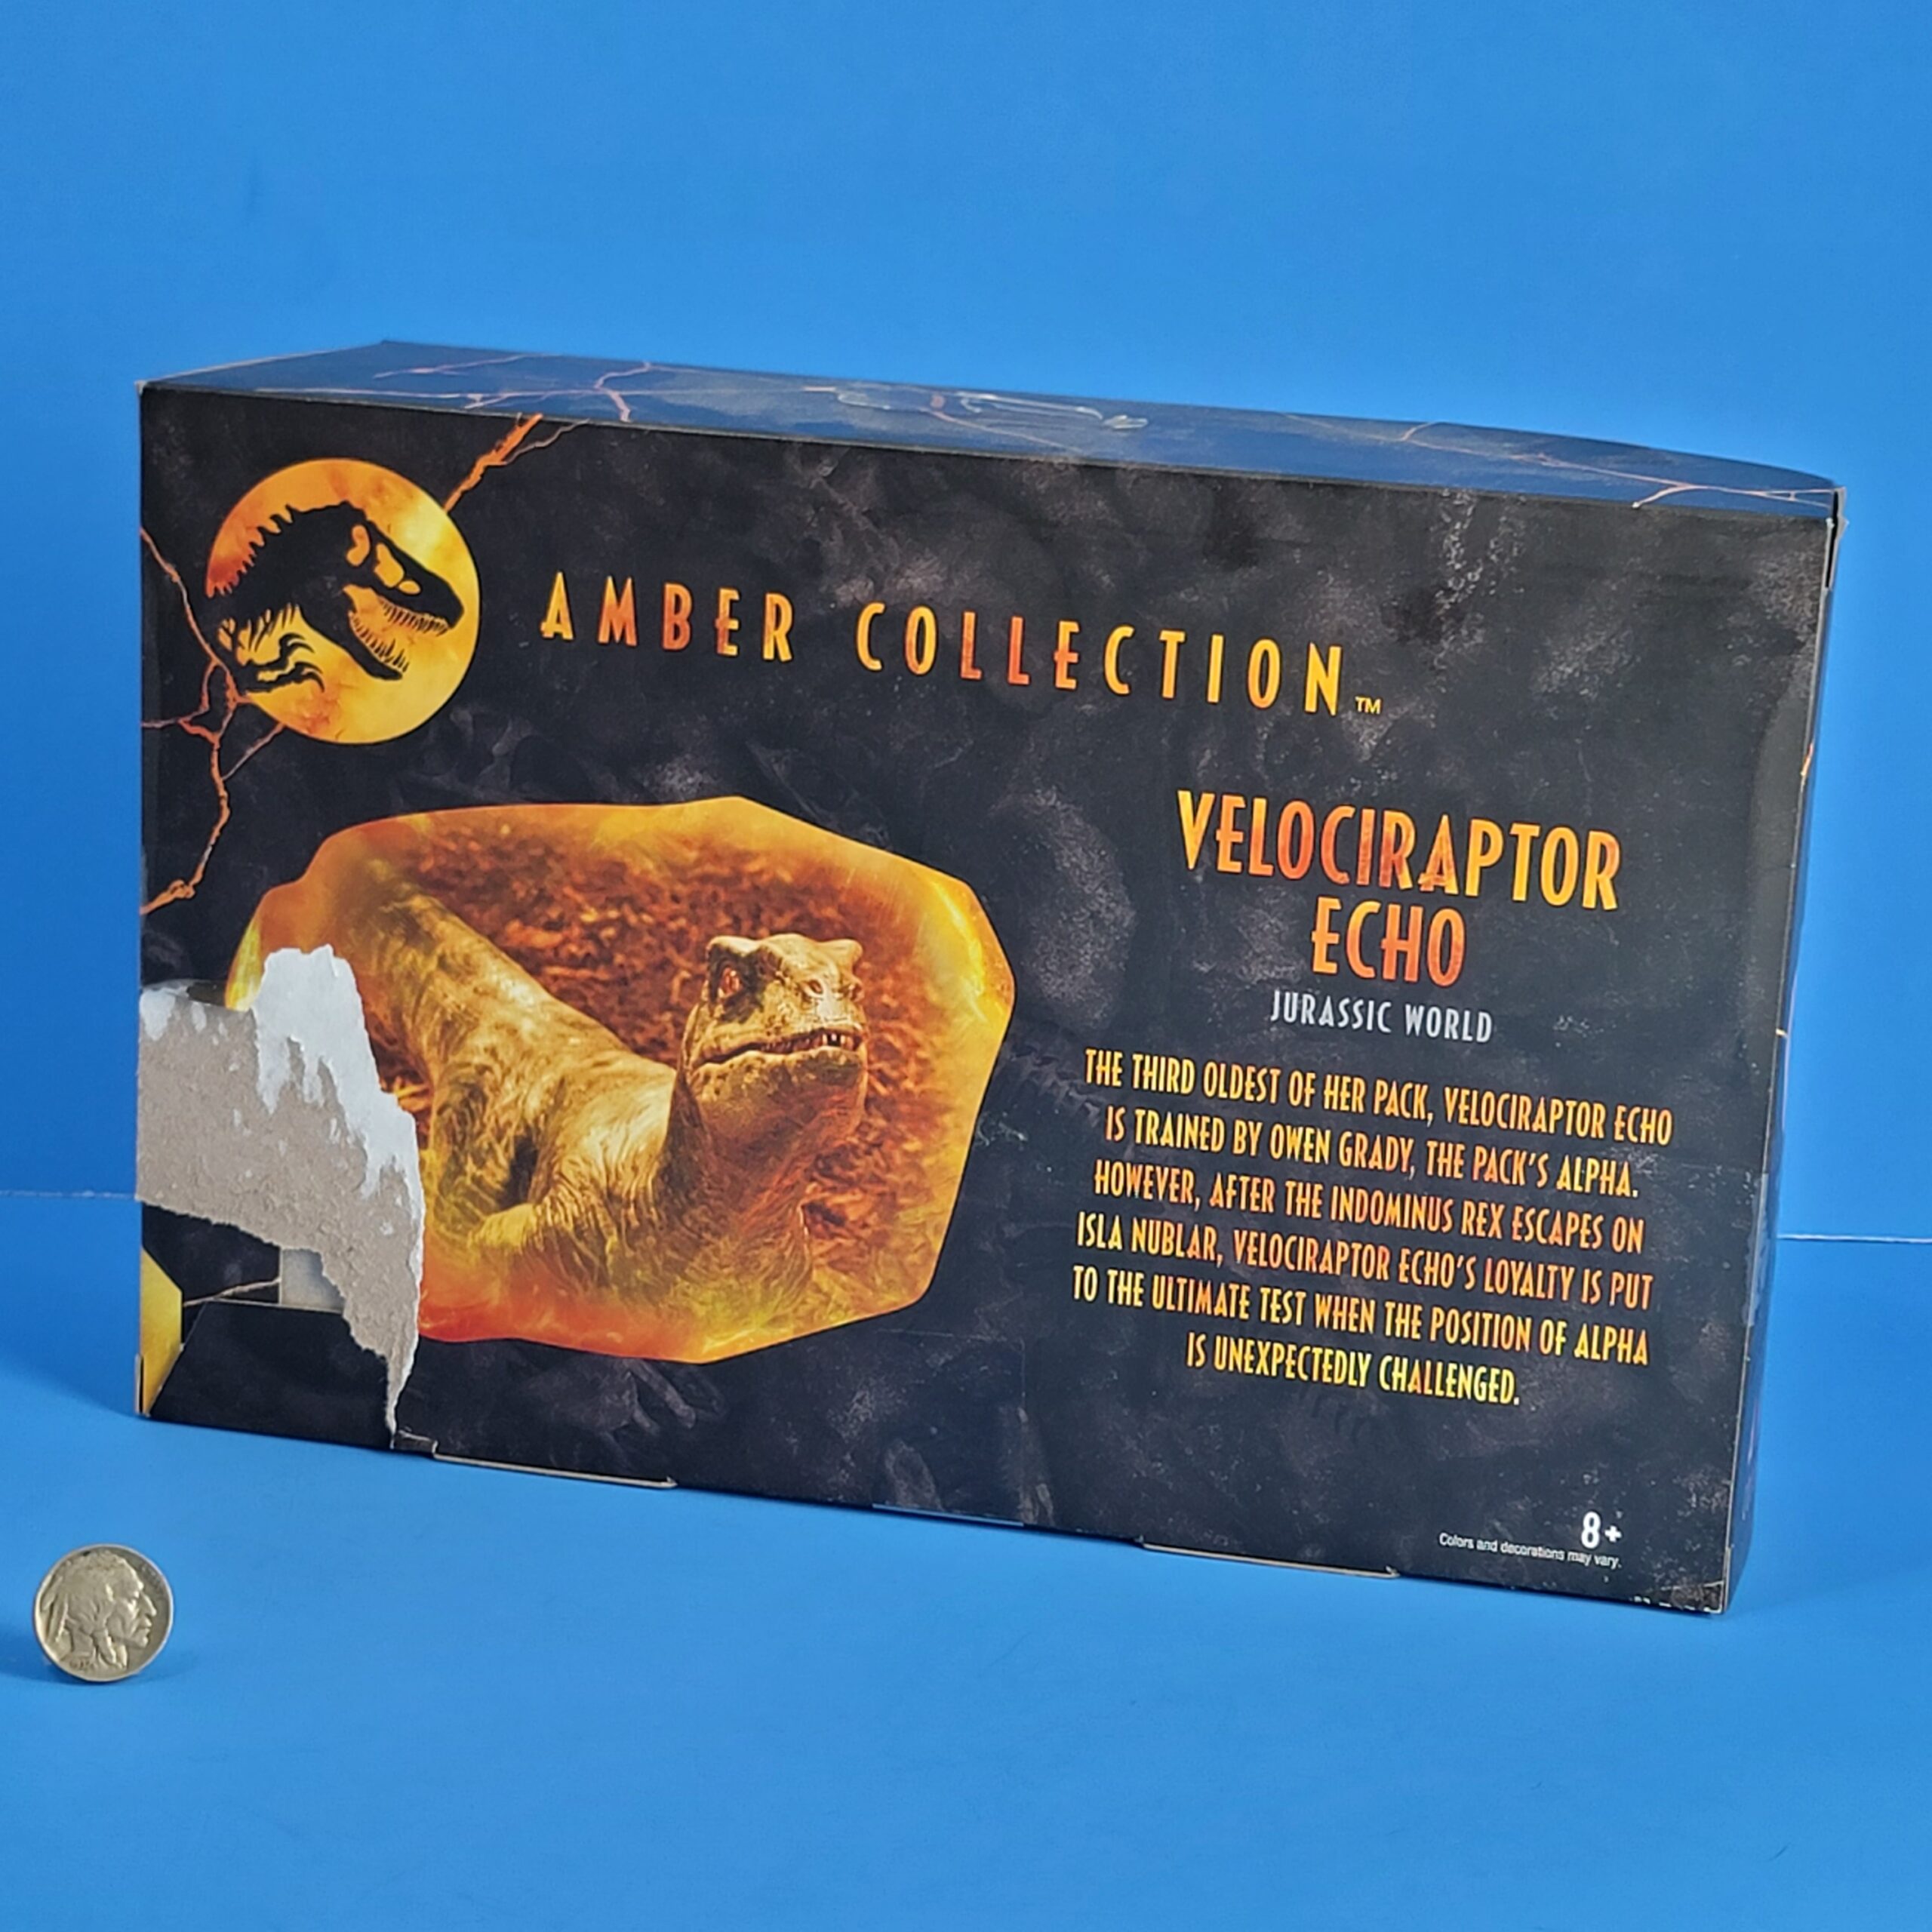 AMBER COLLECTION™
VELOCIRAPTOR
ECHO
JURASSIC WORLD
THE THIRD OLDEST OF HER PACK, VELOCIRAPTOR ECHO
IS TRAINED BY OWEN GRADY, THE PACK'S ALPHA.
HOWEVER, AFTER THE INDOMINUS REX ESCAPES ON
ISLA NUBLAR, VELOCIRAPTOR ECHO'S LOYALTY IS PUT
TO THE ULTIMATE TEST WHEN THE POSITION OF ALPHA
IS UNEXPECTEDLY CHALLENGED.
8+
Colors and decorations may vary.